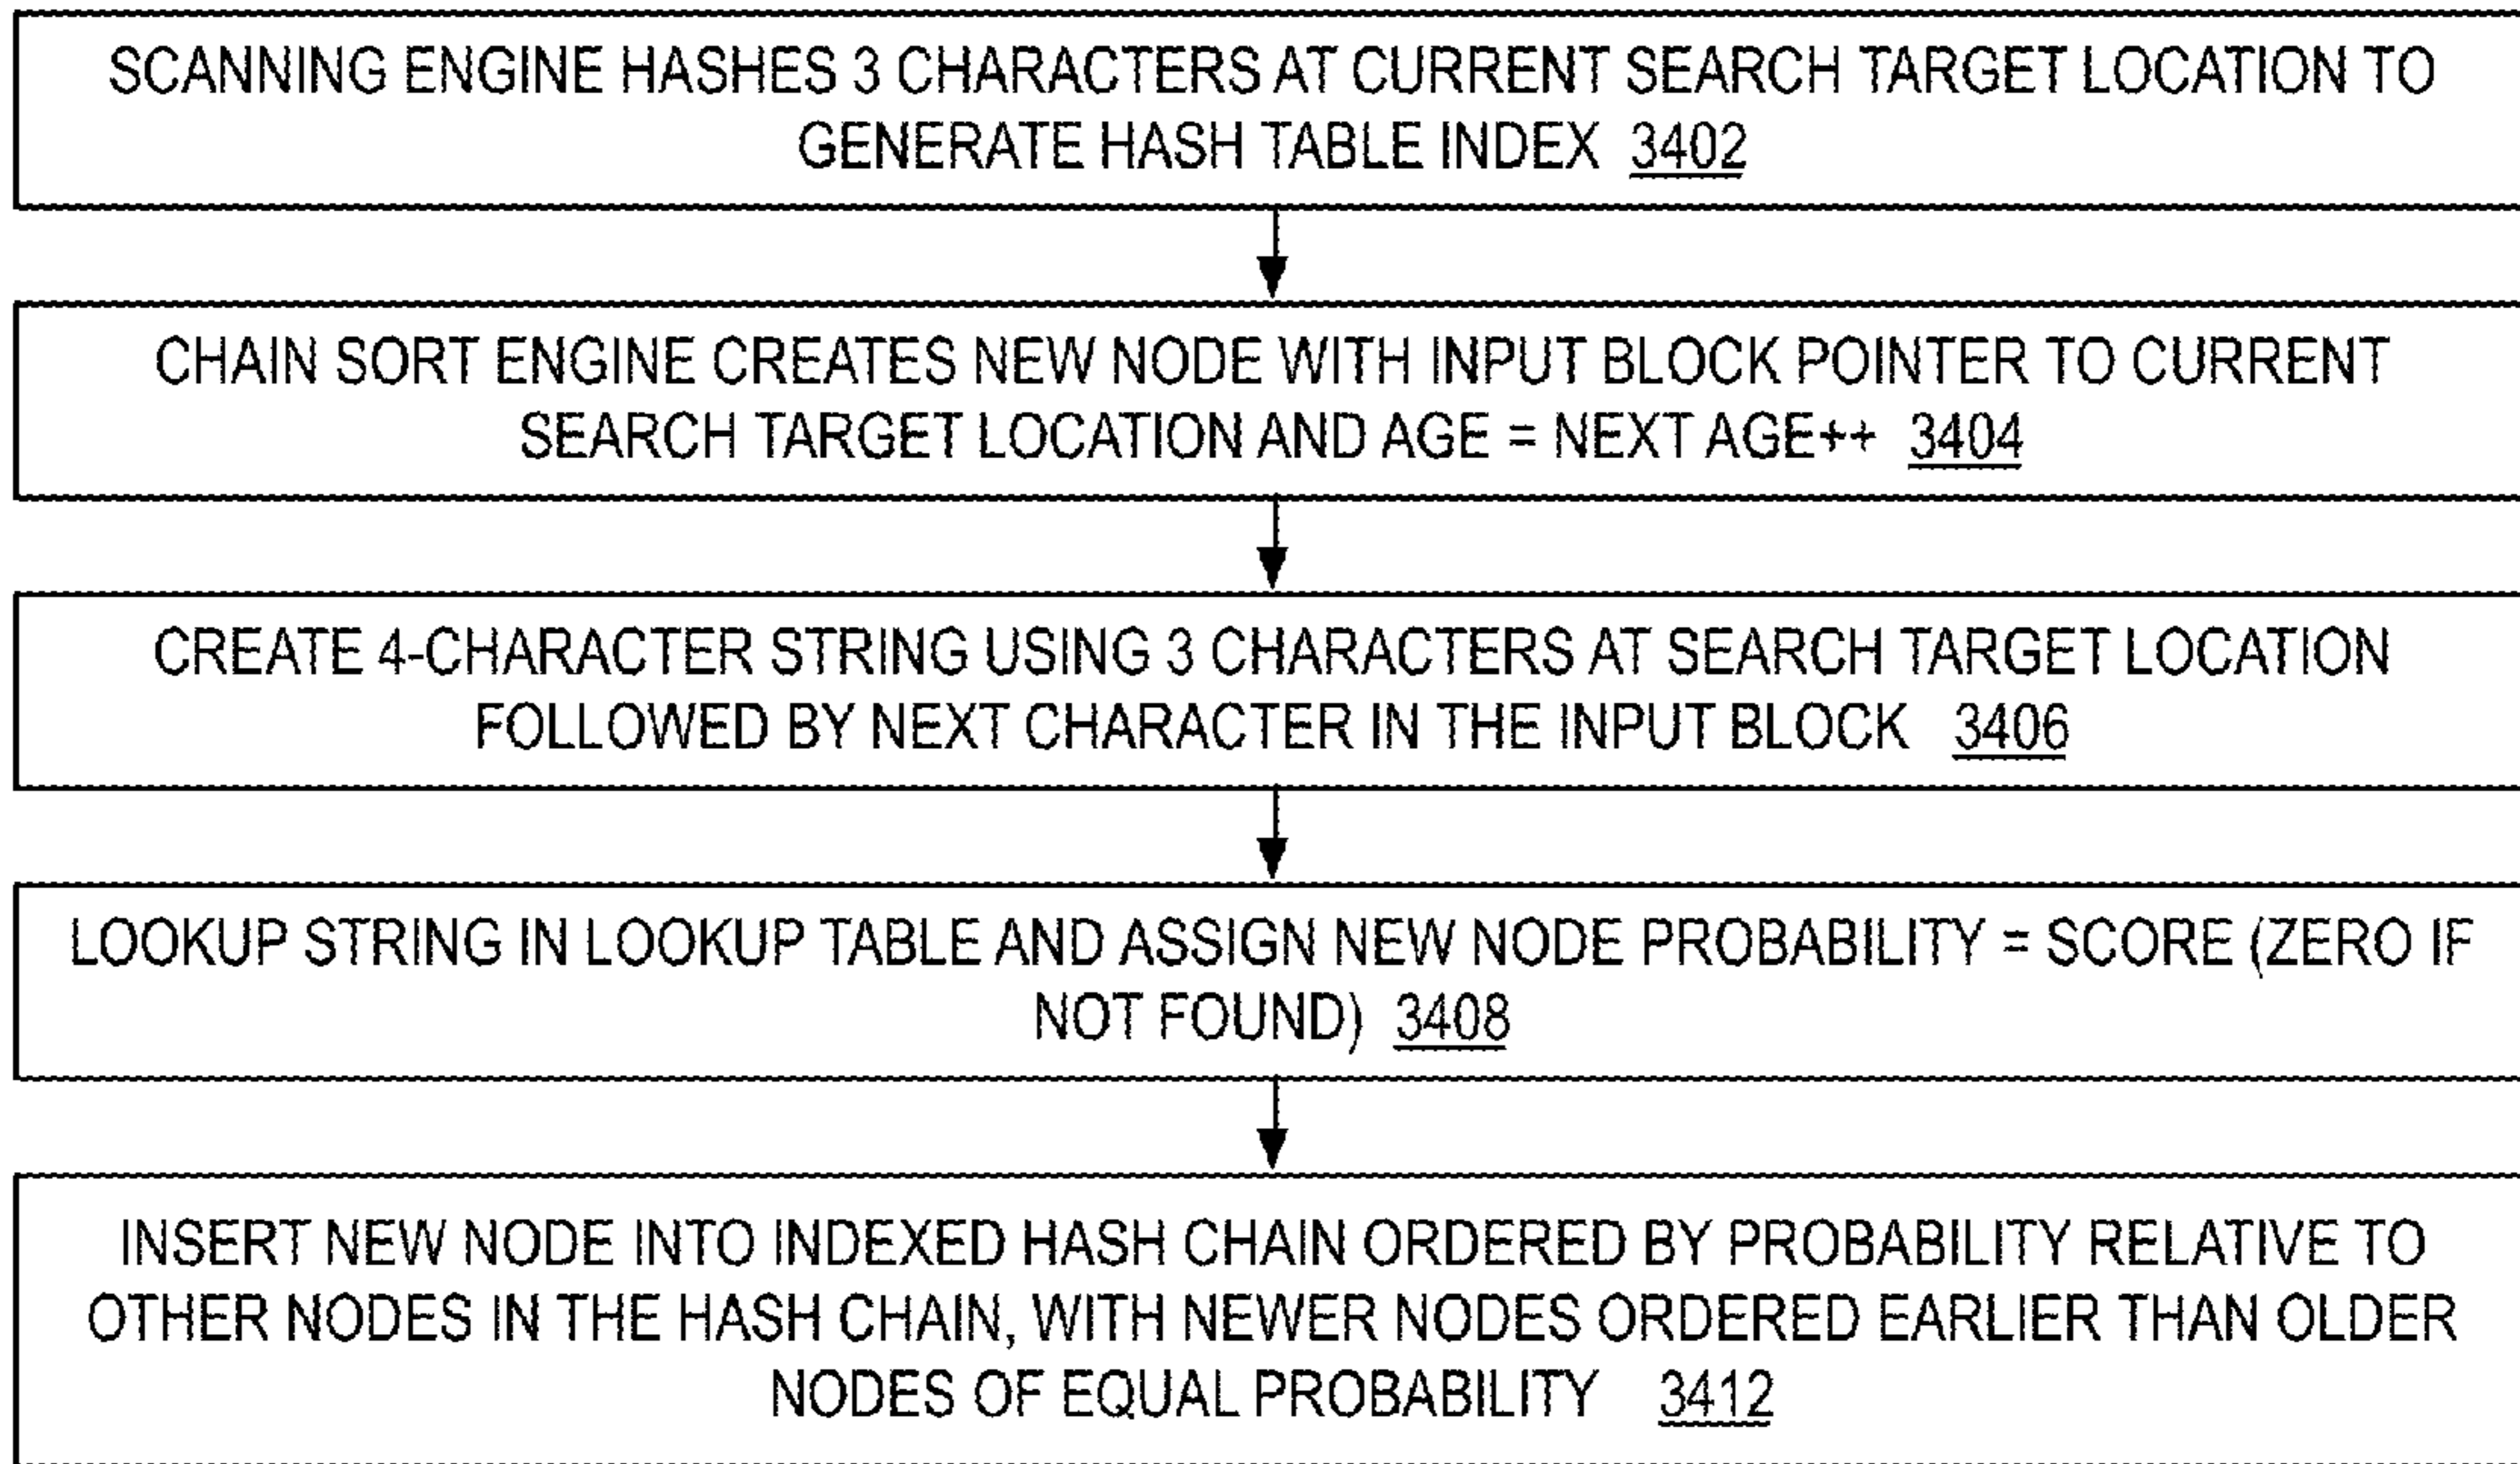 SCANNING ENGINE HASHES 3 CHARACTERS AT CURRENT SEARCH TARGET LOCATION TO
GENERATE HASH TABLE INDEX 3402
CHAIN SORT ENGINE CREATES NEW NODE WITH INPUT BLOCK POINTER TO CURRENT
SEARCH TARGET LOCATION AND AGE = NEXT AGE++ 3404
CREATE 4-CHARACTER STRING USING 3 CHARACTERS AT SEARCH TARGET LOCATION
FOLLOWED BY NEXT CHARACTER IN THE INPUT BLOCK 3406
LOOKUP STRING IN LOOKUP TABLE AND ASSIGN NEW NODE PROBABILITY = SCORE (ZERO IF
NOT FOUND) 3408
INSERT NEW NODE INTO INDEXED HASH CHAIN ORDERED BY PROBABILITY RELATIVE TO
OTHER NODES IN THE HASH CHAIN, WITH NEWER NODES ORDERED EARLIER THAN OLDER
NODES OF EQUAL PROBABILITY 3412